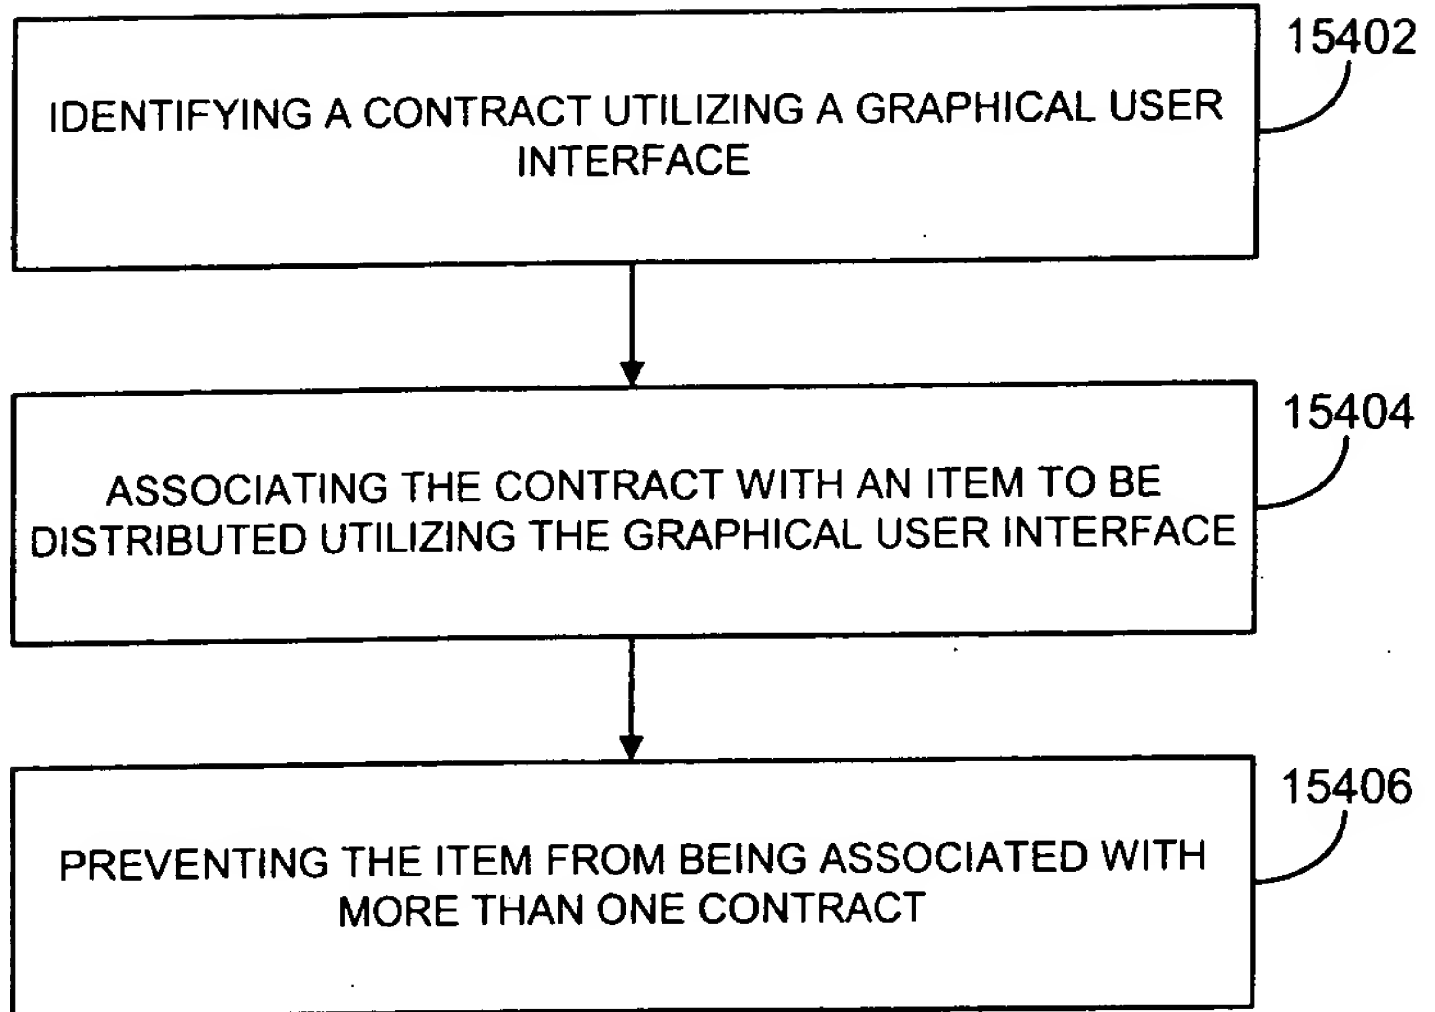 15402
IDENTIFYING A CONTRACT UTILIZING A GRAPHICAL USER
INTERFACE
15404
ASSOCIATING THE CONTRACT WITH AN ITEM TO BE
DISTRIBUTED UTILIZING THE GRAPHICAL USER INTERFACE
15406
PREVENTING THE ITEM FROM BEING ASSOCIATED WITH
MORE THAN ONE CONTRACT